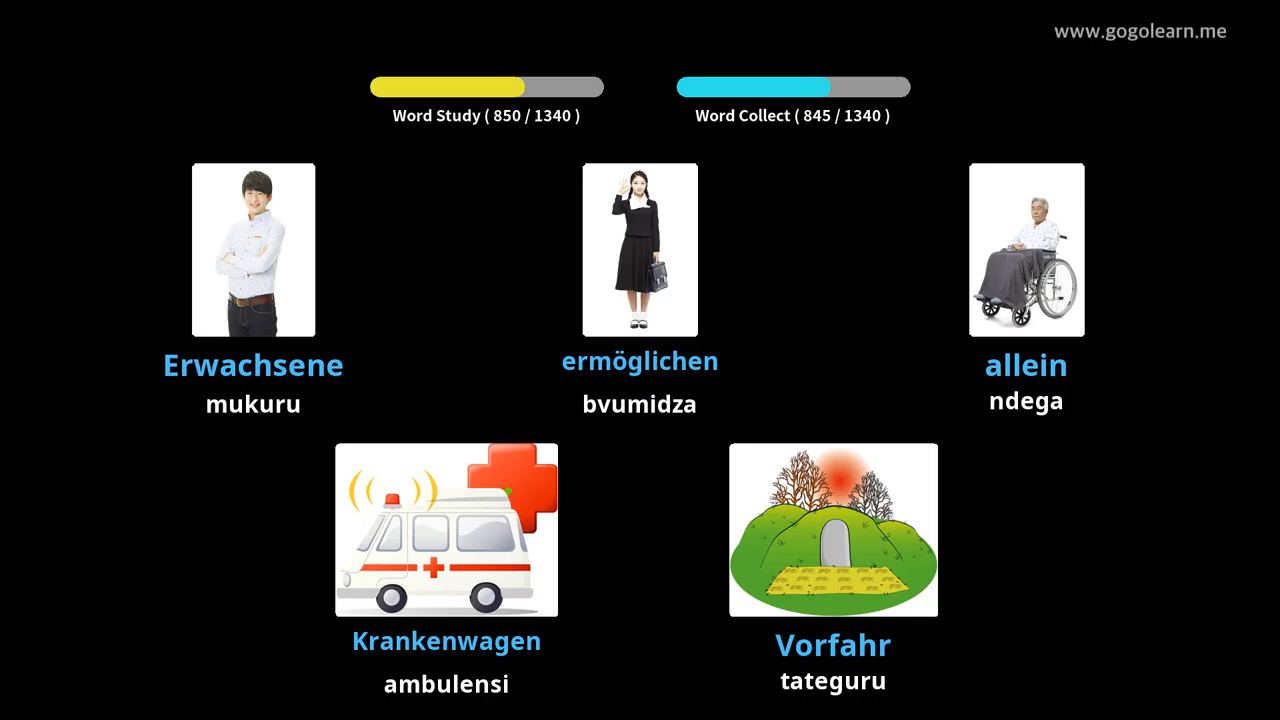 www.gogolearn.me
Word Study ( 850 / 1340 )
Word Collect ( 845 / 1340 )
Erwachsene
mukuru
ermöglichen
bvumidza
allein
ndega
Krankenwagen
ambulensi
Vorfahr
tateguru